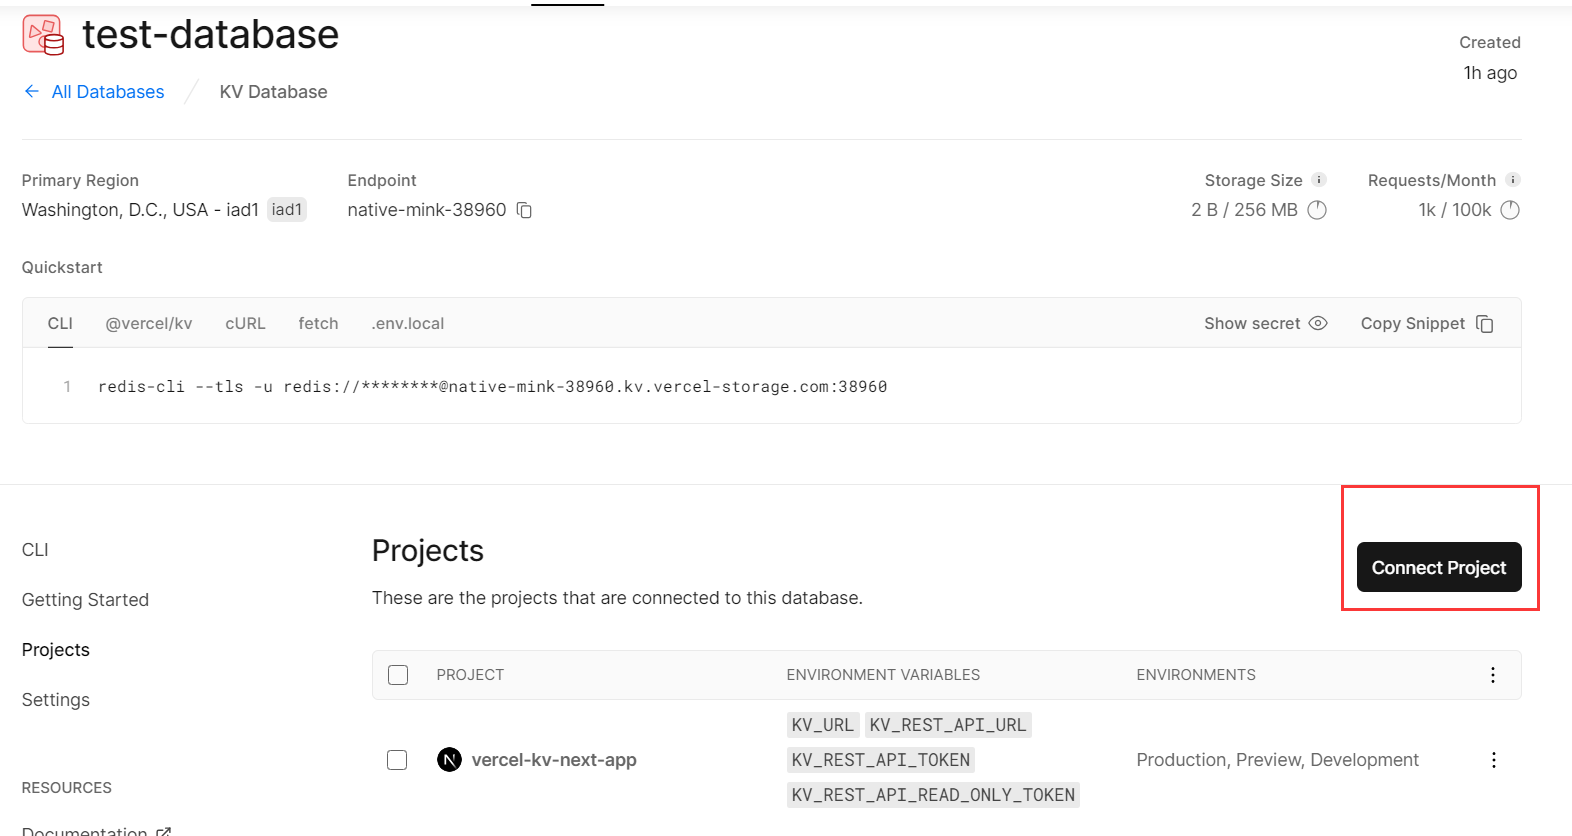 test-database
Created
1h ago
← All Databases / KV Database
Primary Region
Washington, D.C., USA - iad1 iad1
Endpoint
native-mink-38960
Storage Size
2 B / 256 MB
Requests/Month
1k / 100k
Quickstart
CLI @vercel/kv cURL fetch .env.local Show secret Copy Snippet
1 redis-cli --tls -u redis://********@native-mink-38960.kv.vercel-storage.com:38960
CLI
Getting Started
Projects
Settings
RESOURCES
Documentation
Projects
Connect Project
These are the projects that are connected to this database.
PROJECT ENVIRONMENT VARIABLES ENVIRONMENTS
vercel-kv-next-app
KV_URL KV_REST_API_URL
KV_REST_API_TOKEN
KV_REST_API_READ_ONLY_TOKEN
Production, Preview, Development